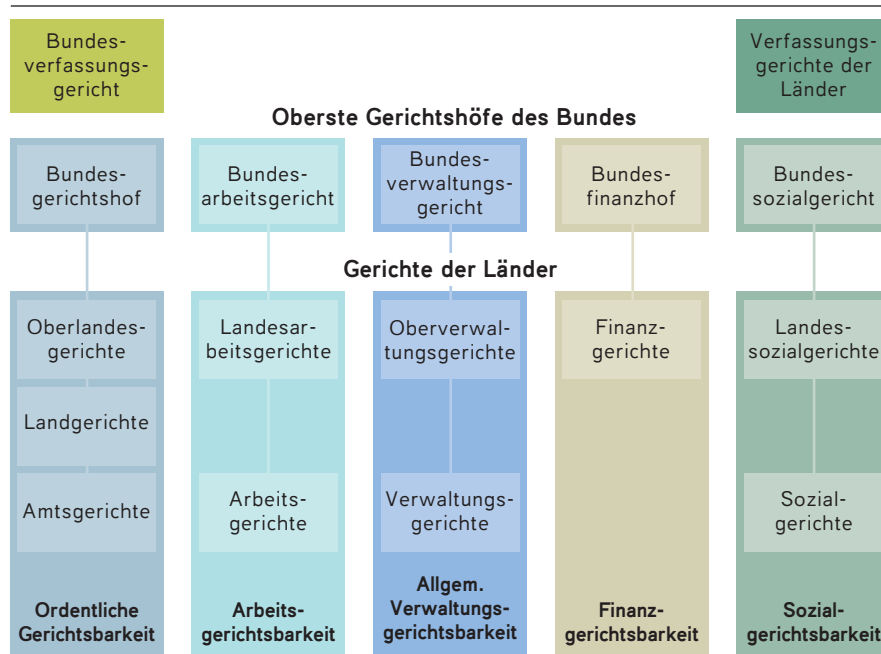 Bundes-
verfassungs-
gericht
Verfassungs-
gerichte der
Länder
Oberste Gerichtshöfe des Bundes
Bundes-
gerichtshof
Bundes-
arbeitsgericht
Bundes-
verwaltungs-
gericht
Bundes-
finanzhof
Bundes-
sozialgericht
Gerichte der Länder
Oberlandes-
gerichte
Landesar-
beitsgerichte
Oberverwal-
tungsgerichte
Finanz-
gerichte
Landes-
sozialgerichte
Landgerichte
Amtsgerichte
Arbeits-
gerichte
Verwaltungs-
gerichte
Sozial-
gerichte
Ordentliche
Gerichtsbarkeit
Arbeits-
gerichtsbarkeit
Allgem.
Verwaltungs-
gerichtsbarkeit
Finanz-
gerichtsbarkeit
Sozial-
gerichtsbarkeit